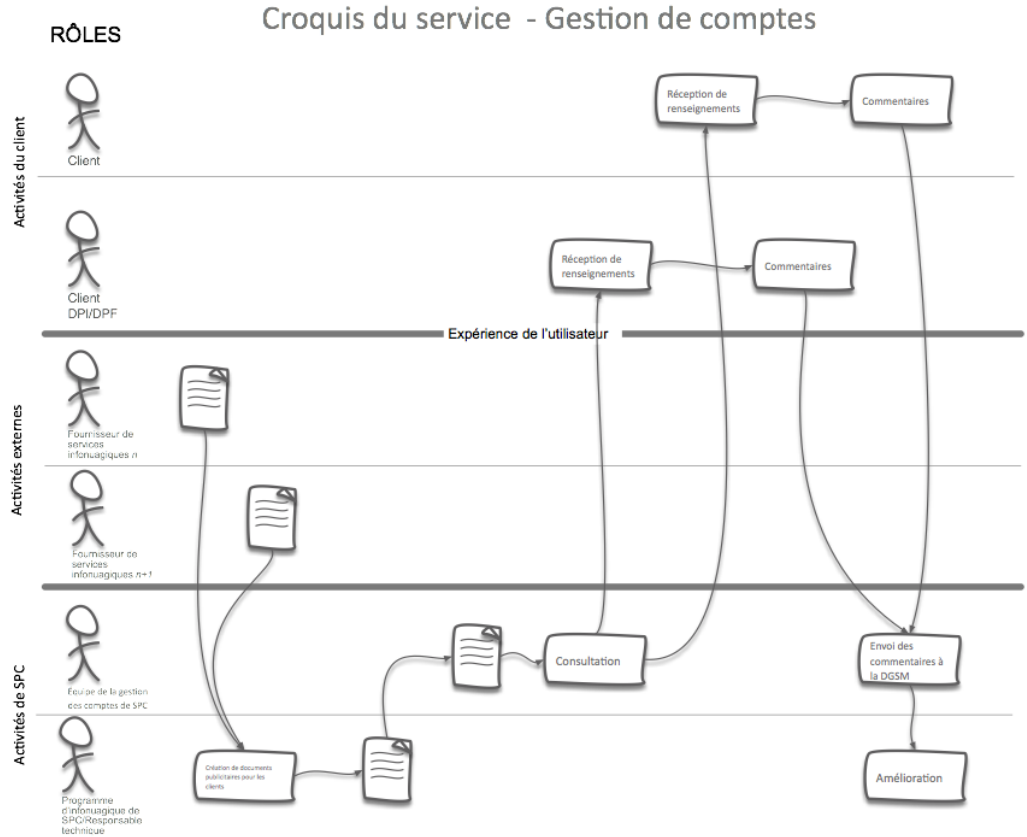 Croquis du service - Gestion de comptes
RÔLES
Activités du client
Client
Réception de
renseignements
Commentaires
Client
DPI/DPF
Réception de
renseignements
Commentaires
Expérience de l'utilisateur
Activités externes
Fournisseur de
services
infonuagiques n
Fournisseur de
services
infonuagiques n+1
Activités de SPC
Équipe de la gestion
des comptes de SPC
Consultation
Envoi des
commentaires à
la DGSM
Programme
d'infonuagique de
SPC/Responsable
technique
Création de documents
publicitaires pour les
clients
Amélioration